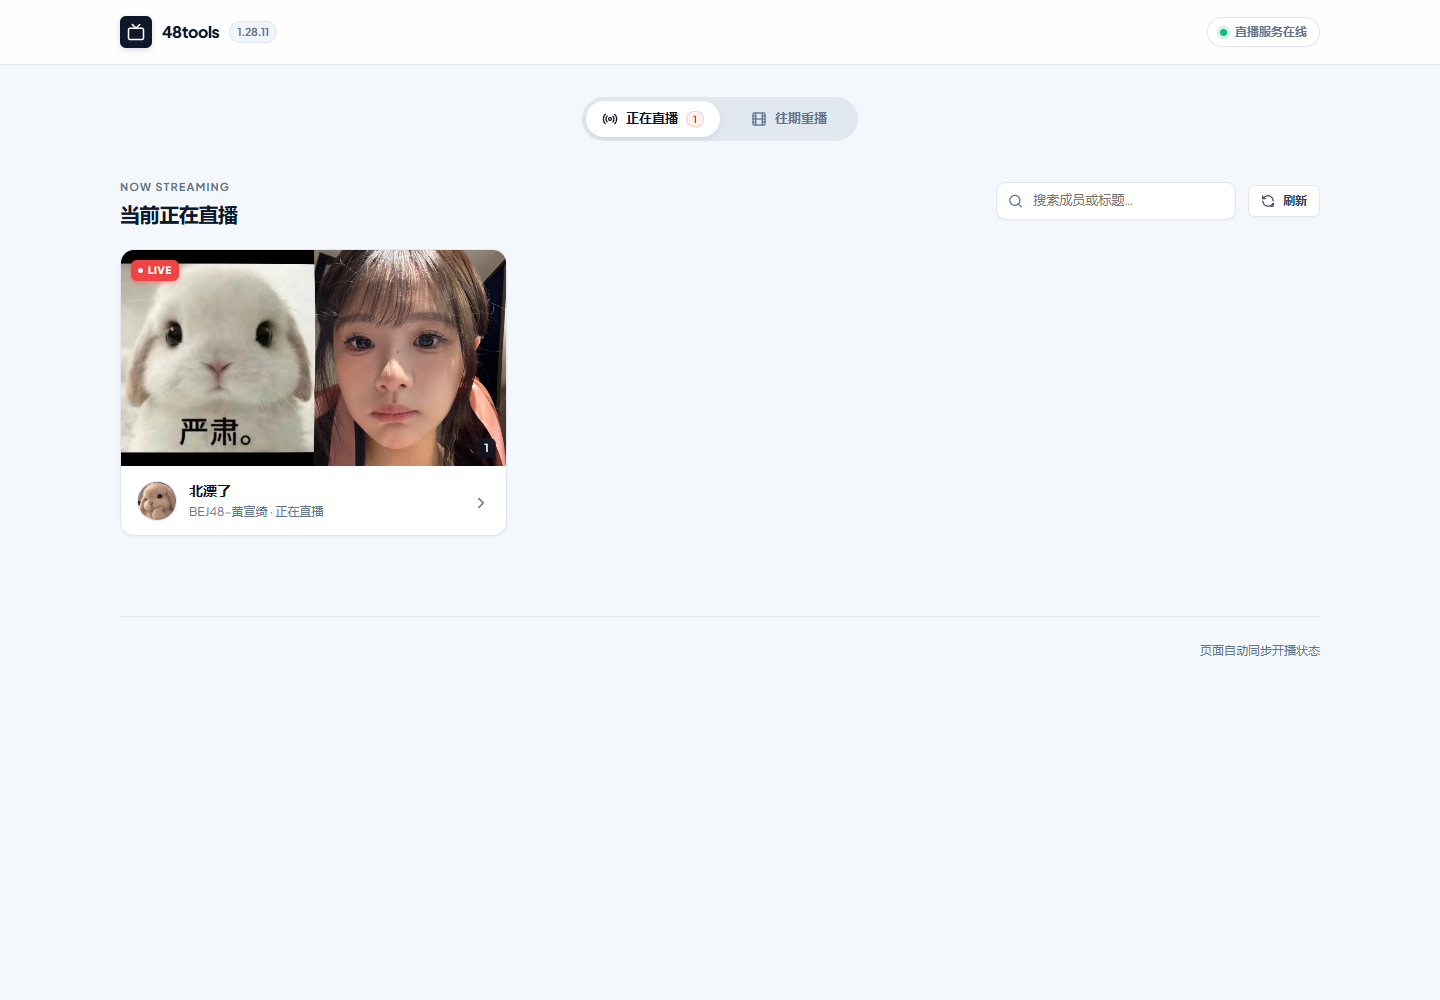 48tools
1.28.11
直播服务在线
正在直播
1
往期重播
NOW STREAMING
当前正在直播
搜索成员或标题...
刷新
LIVE
严肃。
1
北漂了
BEJ48-黄宣绮 · 正在直播
页面自动同步开播状态